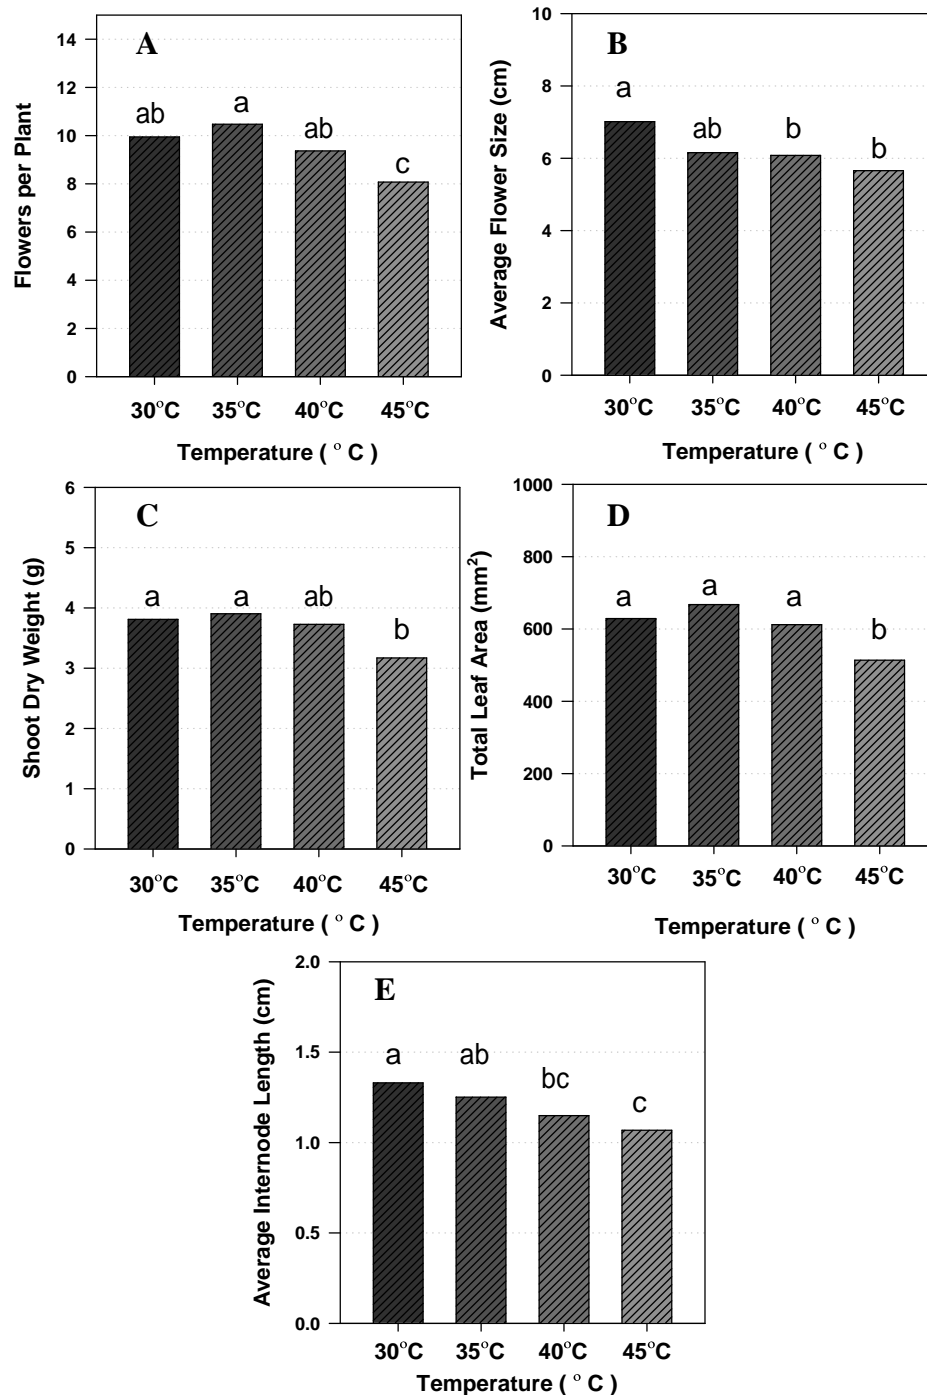 A
Flowers per Plant
14
12
10
8
6
4
2
0
ab
a
ab
c
30°C
35°C
40°C
45°C
Temperature ( ° C )
B
Average Flower Size (cm)
10
8
6
4
2
0
a
ab
b
b
30°C
35°C
40°C
45°C
Temperature ( ° C )
C
Shoot Dry Weight (g)
6
5
4
3
2
1
0
a
a
ab
b
30°C
35°C
40°C
45°C
Temperature ( ° C )
D
Total Leaf Area (mm²)
1000
800
600
400
200
0
a
a
a
b
30°C
35°C
40°C
45°C
Temperature ( ° C )
E
Average Internode Length (cm)
2.0
1.5
1.0
0.5
0.0
a
ab
bc
c
30°C
35°C
40°C
45°C
Temperature ( ° C )